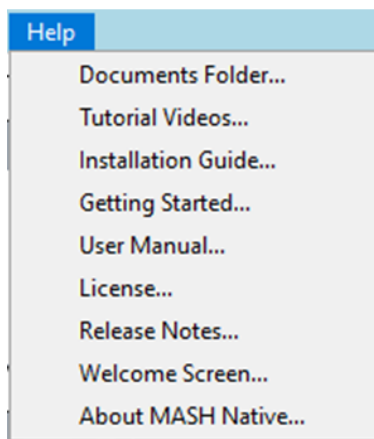 Help
Documents Folder...
Tutorial Videos...
Installation Guide...
Getting Started...
User Manual...
License...
Release Notes...
Welcome Screen...
About MASH Native...